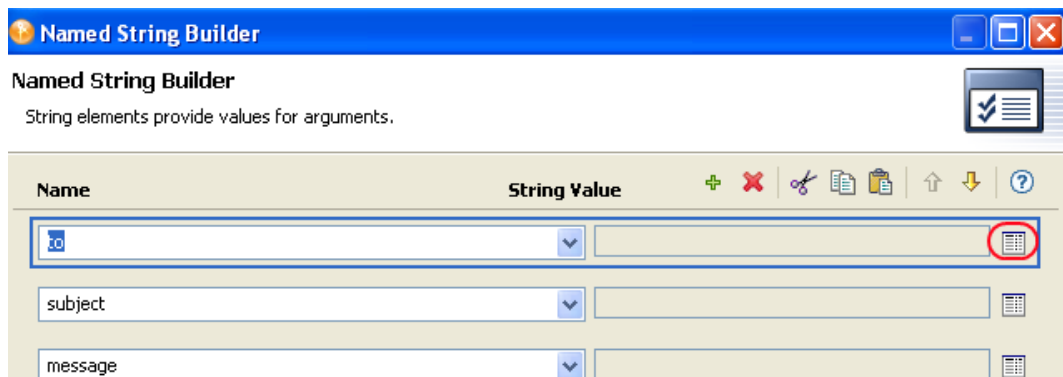 Named String Builder
Named String Builder
String elements provide values for arguments.
Name String Value
to
subject
message